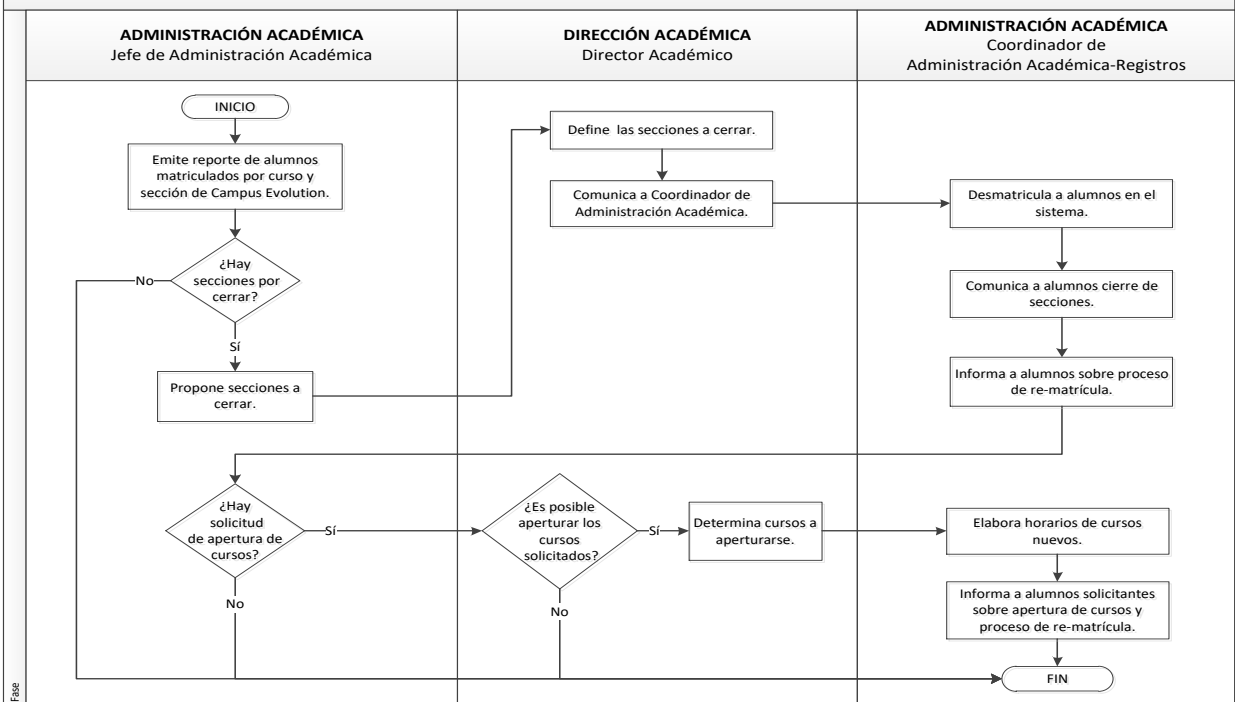 ADMINISTRACIÓN ACADÉMICA
Jefe de Administración Académica
DIRECCIÓN ACADÉMICA
Director Académico
ADMINISTRACIÓN ACADÉMICA
Coordinador de
Administración Académica-Registros
INICIO
Emite reporte de alumnos
matriculados por curso y
sección de Campus Evolution.
¿Hay
secciones por
cerrar?
No
Sí
Propone secciones a
cerrar.
Define las secciones a cerrar.
Comunica a Coordinador de
Administración Académica.
Desmatricula a alumnos en el
sistema.
Comunica a alumnos cierre de
secciones.
Informa a alumnos sobre proceso
de re-matrícula.
¿Hay
solicitud
de apertura de
cursos?
Sí
No
¿Es posible
aperturar los
cursos
solicitados?
Sí
No
Determina cursos a
aperturarse.
Elabora horarios de cursos
nuevos.
Informa a alumnos solicitantes
sobre apertura de cursos y
proceso de re-matrícula.
FIN
Fase